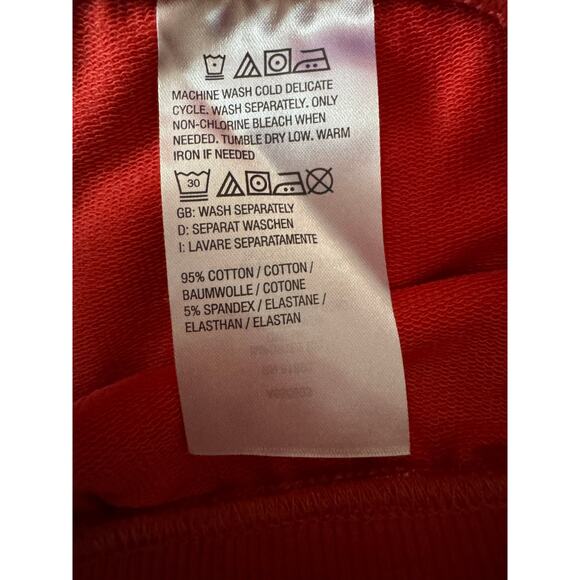 MACHINE WASH COLD DELICATE
CYCLE. WASH SEPARATELY. ONLY
NON-CHLORINE BLEACH WHEN
NEEDED. TUMBLE DRY LOW. WARM
IRON IF NEEDED
30
GB: WASH SEPARATELY
D: SEPARAT WASCHEN
I: LAVARE SEPARATAMENTE
95% COTTON / COTTON /
BAUMWOLLE / COTONE
5% SPANDEX / ELASTANE /
ELASTHAN / ELASTAN